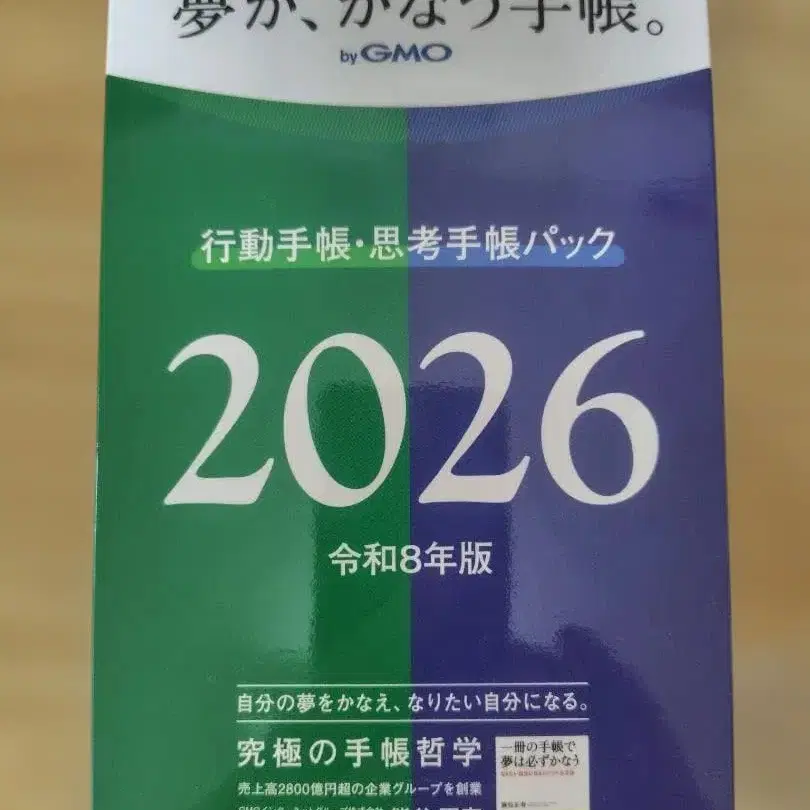 夢が、かなう手帳。
by GMO
行動手帳・思考手帳パック
2026
令和8年版
自分の夢をかなえ、なりたい自分になる。
究極の手帳哲学
一冊の手帳で
夢は必ずかなう
売上高2800億円超の企業グループを創業